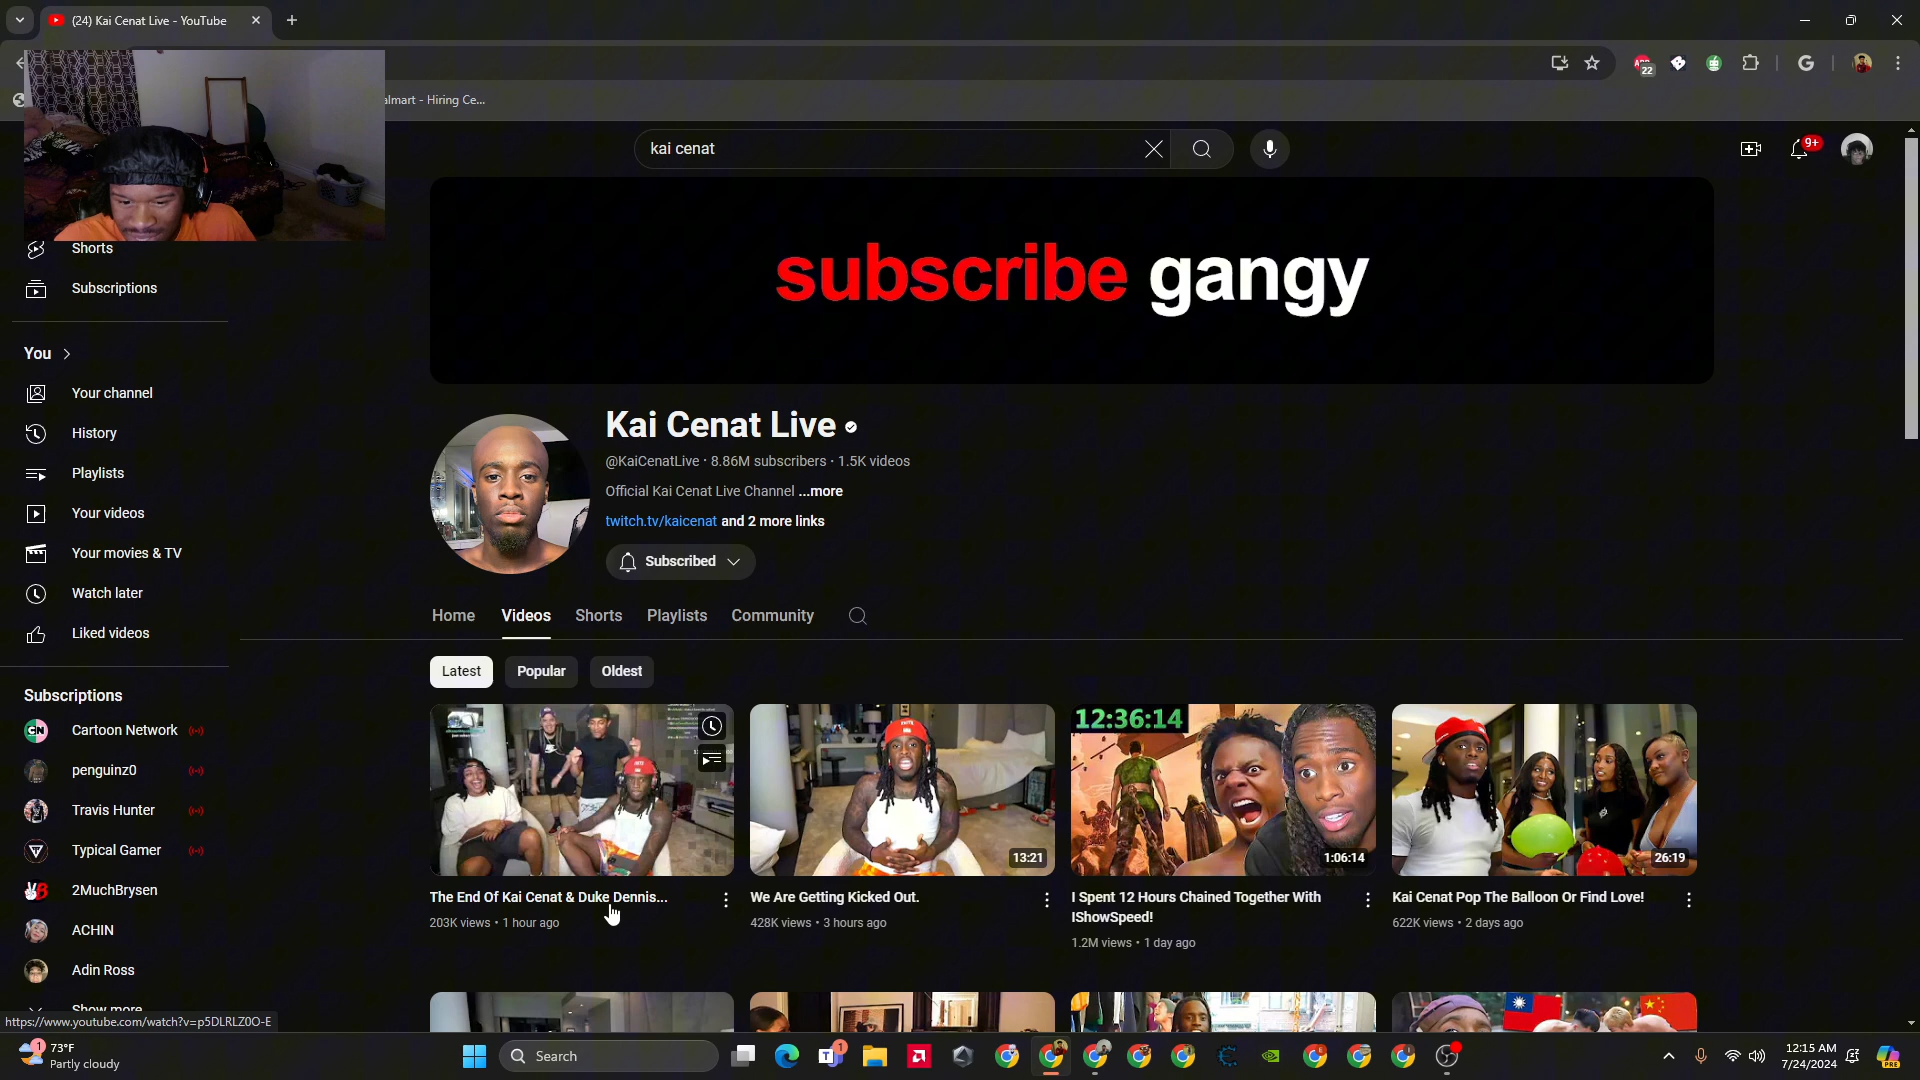 (24) Kai Cenat Live - YouTube
22
almart - Hiring Ce...
kai cenat
9+
subscribe gangy
Shorts
Subscriptions
You
Your channel
History
Playlists
Your videos
Your movies & TV
Watch later
Liked videos
Subscriptions
Cartoon Network
penguinz0
Travis Hunter
Typical Gamer
2MuchBrysen
ACHIN
Adin Ross
Show more
Kai Cenat Live
@KaiCenatLive · 8.86M subscribers · 1.5K videos
Official Kai Cenat Live Channel ...more
twitch.tv/kaicenat and 2 more links
Subscribed
Home Videos Shorts Playlists Community
Latest Popular Oldest
13:21
12:36:14
1:06:14
26:19
The End Of Kai Cenat & Duke Dennis...
203K views · 1 hour ago
We Are Getting Kicked Out.
428K views · 3 hours ago
I Spent 12 Hours Chained Together With
IShowSpeed!
1.2M views · 1 day ago
Kai Cenat Pop The Balloon Or Find Love!
622K views · 2 days ago
https://www.youtube.com/watch?v=p5DLRLZ0O-E
1
73°F
Partly cloudy
Search
1
12:15 AM
7/24/2024